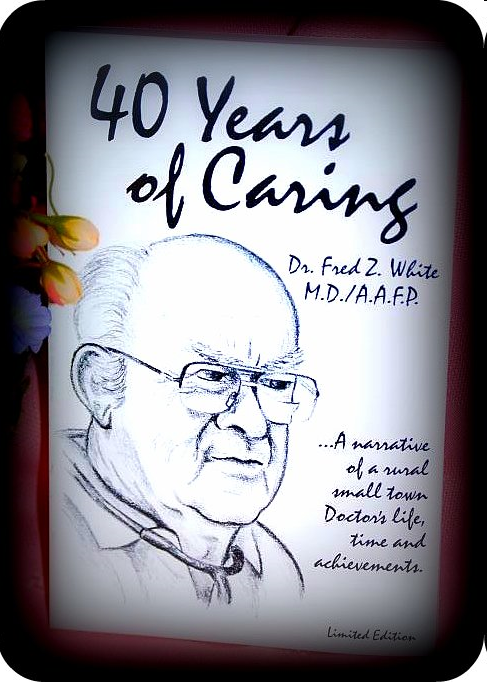 40 Years
of Caring
Dr. Fred Z. White
M.D./A.A.F.P.
...A narrative
of a rural
small town
Doctor's life,
time and
achievements.
Limited Edition